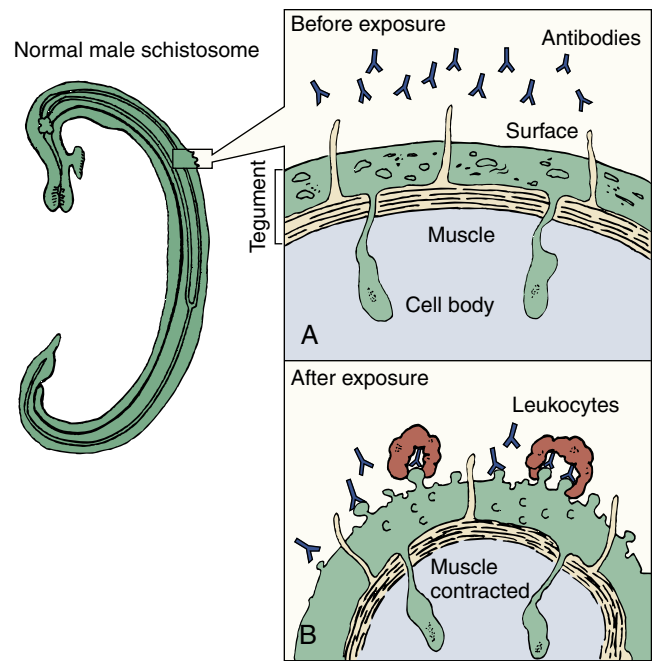 Normal male schistosome
Before exposure
Antibodies
Surface
Tegument
Muscle
Cell body
A
After exposure
Leukocytes
Muscle
contracted
B